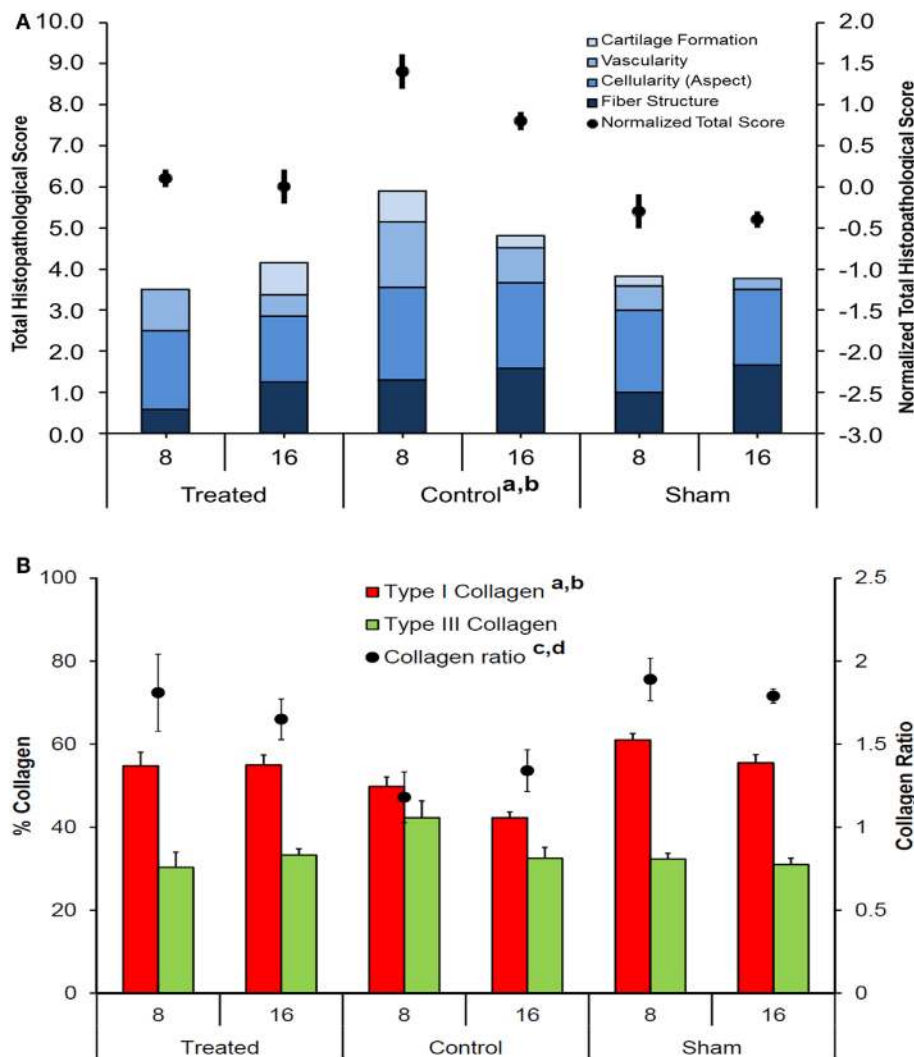 A
Total Histopathological Score
10.0
9.0
8.0
7.0
6.0
5.0
4.0
3.0
2.0
1.0
0.0
Cartilage Formation
Vascularity
Cellularity (Aspect)
Fiber Structure
Normalized Total Score
2.0
1.5
1.0
0.5
0.0
-0.5
-1.0
-1.5
-2.0
-2.5
-3.0
Normalized Total Histopathological Score
8 16 8 16 8 16
Treated Control a,b Sham
B
% Collagen
100
80
60
40
20
0
Type I Collagen a,b
Type III Collagen
Collagen ratio c,d
2.5
2
1.5
1
0.5
0
Collagen Ratio
8 16 8 16 8 16
Treated Control Sham